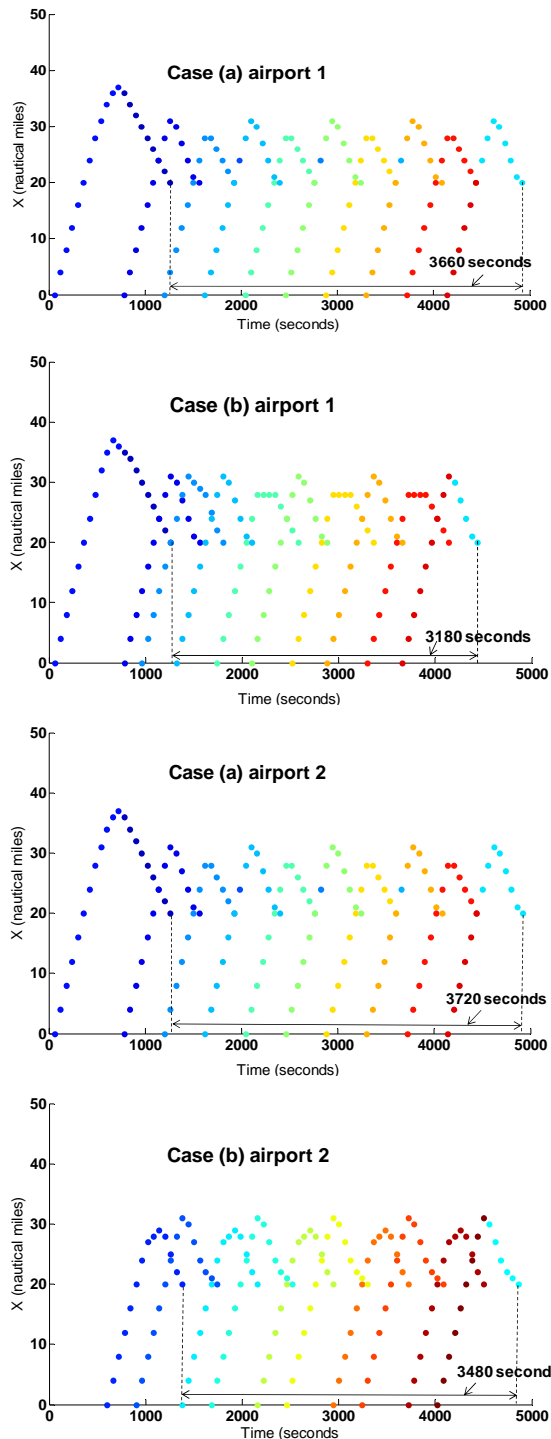 50
Case (a) airport 1
40
30
20
10
0
X (nautical miles)
3660 seconds
0 1000 2000 3000 4000 5000
Time (seconds)
50
Case (b) airport 1
40
30
20
10
0
X (nautical miles)
3180 seconds
0 1000 2000 3000 4000 5000
Time (seconds)
50
Case (a) airport 2
40
30
20
10
0
X (nautical miles)
3720 seconds
0 1000 2000 3000 4000 5000
Time (seconds)
50
Case (b) airport 2
40
30
20
10
0
X (nautical miles)
3480 second
0 1000 2000 3000 4000 5000
Time (seconds)